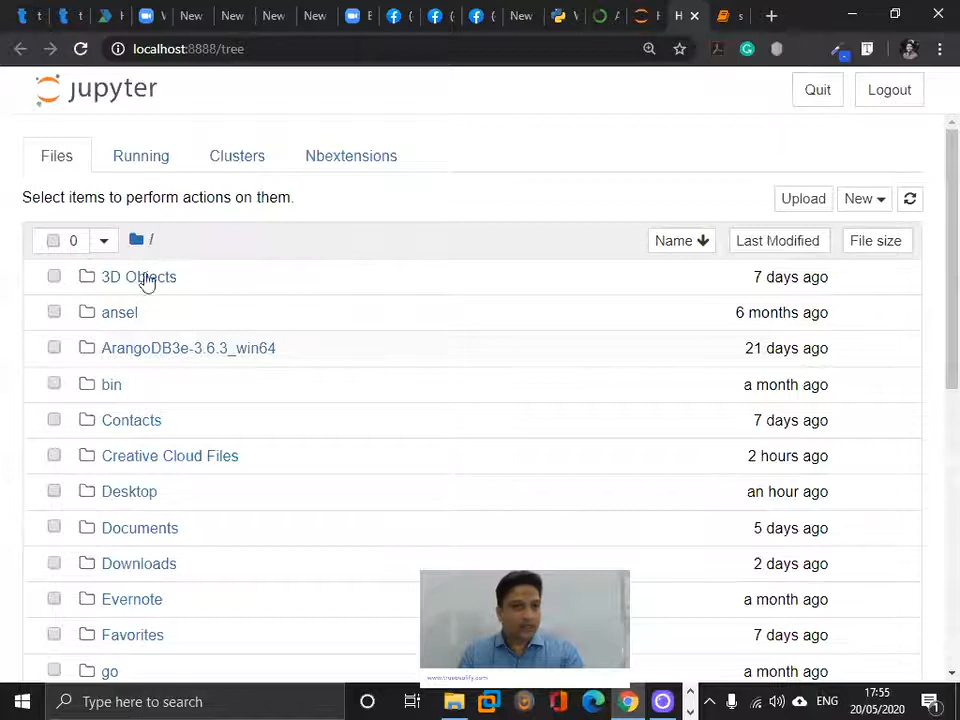 New
New
New
New
New
localhost:8888/tree
jupyter
Quit
Logout
Files
Running
Clusters
Nbextensions
Select items to perform actions on them.
Upload
New
0
/
Name
Last Modified
File size
3D Objects
7 days ago
ansel
6 months ago
ArangoDB3e-3.6.3_win64
21 days ago
bin
a month ago
Contacts
7 days ago
Creative Cloud Files
2 hours ago
Desktop
an hour ago
Documents
5 days ago
Downloads
2 days ago
Evernote
a month ago
Favorites
7 days ago
go
a month ago
Type here to search
ENG
17:55
20/05/2020